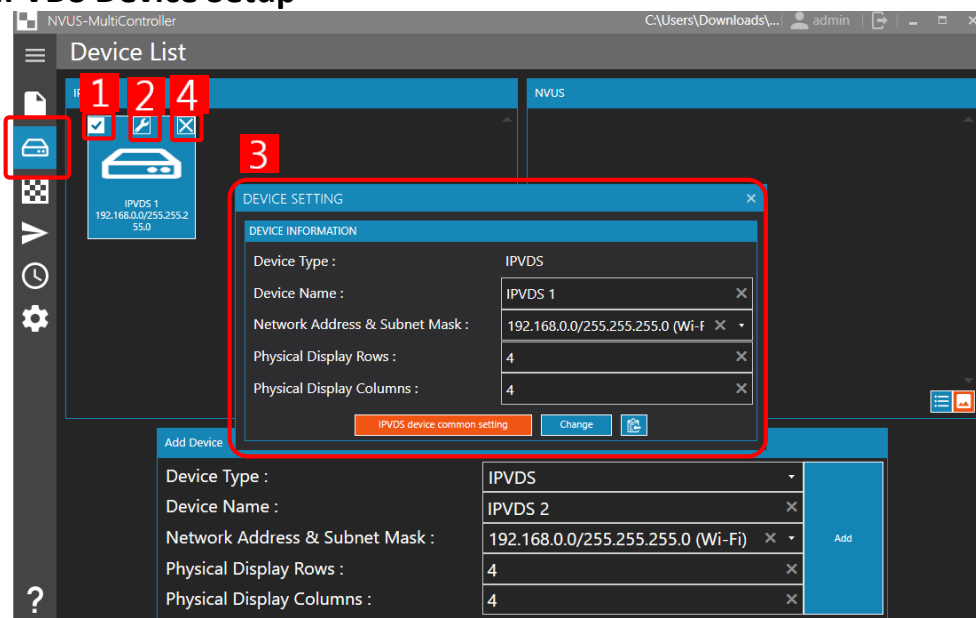 Device Setup
NVUS-MultiController C:\Users\Downloads\... admin
Device List
NVUS
1 2 4
3
IPVDS 1
192.168.0.0/255.255.2
55.0
DEVICE SETTING
DEVICE INFORMATION
Device Type : IPVDS
Device Name : IPVDS 1
Network Address & Subnet Mask : 192.168.0.0/255.255.255.0 (Wi-F
Physical Display Rows : 4
Physical Display Columns : 4
IPVDS device common setting Change
Add Device
Device Type : IPVDS
Device Name : IPVDS 2
Network Address & Subnet Mask : 192.168.0.0/255.255.255.0 (Wi-Fi)
Add
Physical Display Rows : 4
Physical Display Columns : 4
?